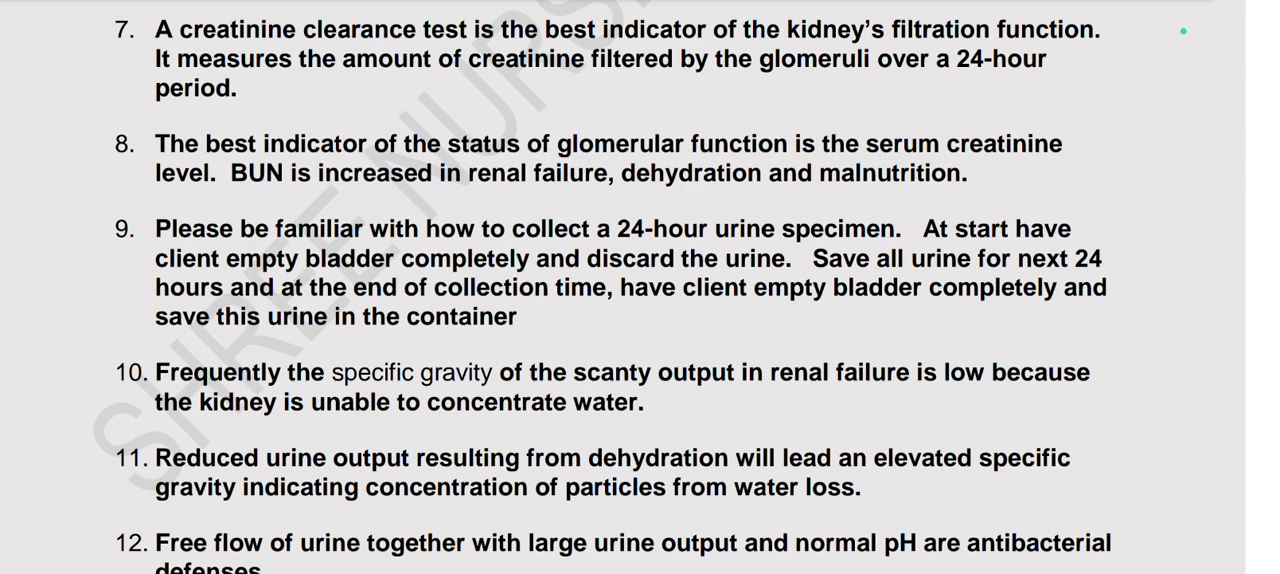 7. A creatinine clearance test is the best indicator of the kidney's filtration function.
It measures the amount of creatinine filtered by the glomeruli over a 24-hour
period.
8. The best indicator of the status of glomerular function is the serum creatinine
level.  BUN is increased in renal failure, dehydration and malnutrition.
9. Please be familiar with how to collect a 24-hour urine specimen.   At start have
client empty bladder completely and discard the urine.   Save all urine for next 24
hours and at the end of collection time, have client empty bladder completely and
save this urine in the container
10. Frequently the specific gravity of the scanty output in renal failure is low because
the kidney is unable to concentrate water.
11. Reduced urine output resulting from dehydration will lead an elevated specific
gravity indicating concentration of particles from water loss.
12. Free flow of urine together with large urine output and normal pH are antibacterial
defenses
SHREE NURS